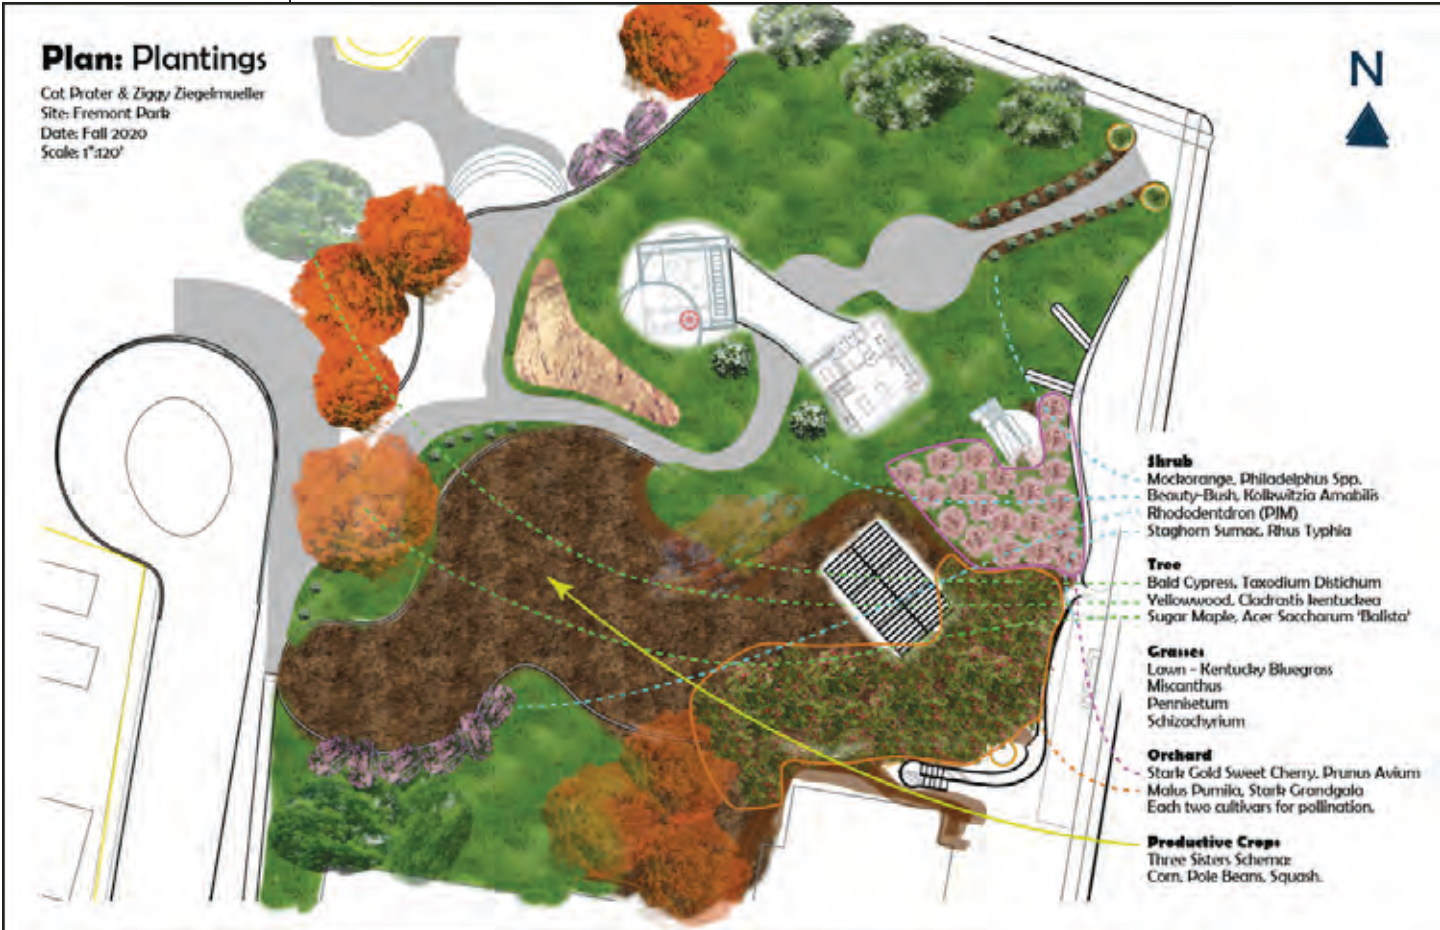 Plan: Plantings
Cat Prater & Ziggy Ziegelmueller
Site: Fremont Park
Date: Fall 2020
Scale: 1":120'
N
Shrub
Mockorange, Philadelphus Spp.
Beauty-Bush, Kolkwitzia Amabilis
Rhododentdron (PJM)
Staghorn Sumac, Rhus Typhia
Tree
Bald Cypress, Taxodium Distichum
Yellowwood, Cladrastis kentuckea
Sugar Maple, Acer Saccharum 'Balista'
Grasses
Lawn - Kentucky Bluegrass
Miscanthus
Pennisetum
Schizachyrium
Orchard
Stark Gold Sweet Cherry, Prunus Avium
Malus Pumila, Stark Grandgala
Each two cultivars for pollination.
Productive Crops
Three Sisters Schema:
Corn, Pole Beans, Squash.